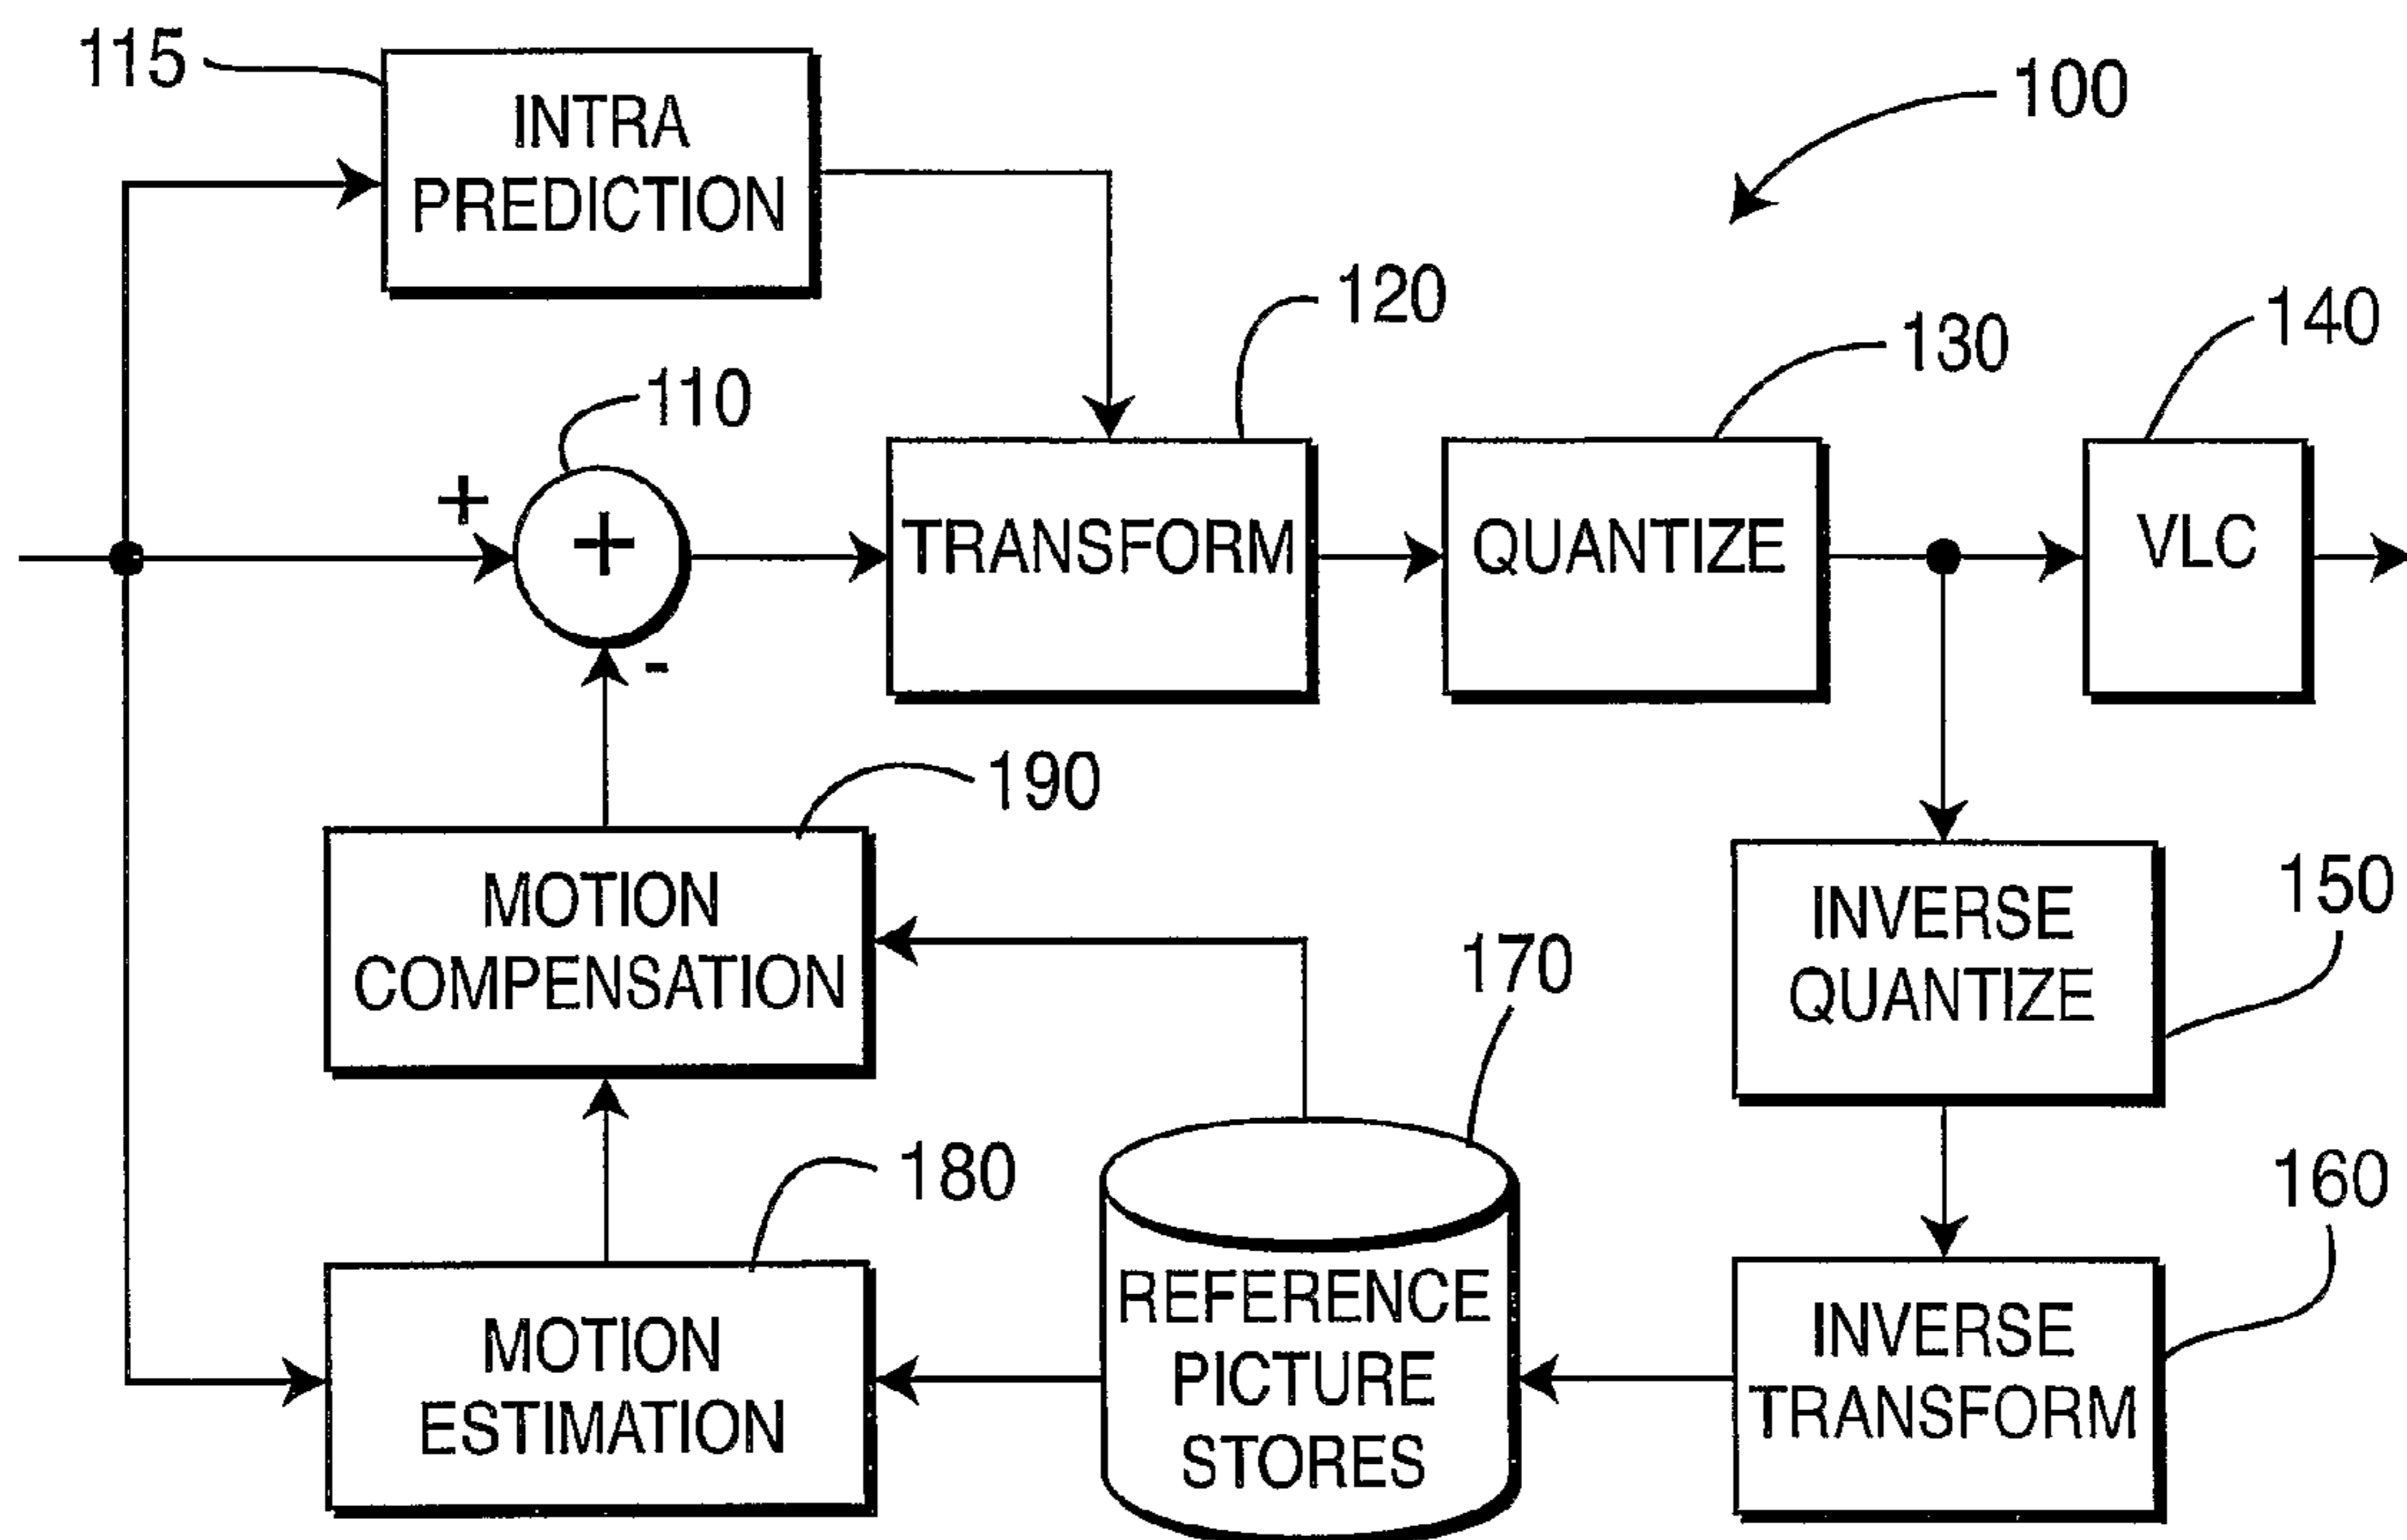 115
INTRA
PREDICTION
100
120
130
140
110
+
+
-
TRANSFORM
QUANTIZE
VLC
190
MOTION
COMPENSATION
INVERSE
QUANTIZE
150
170
180
MOTION
ESTIMATION
REFERENCE
PICTURE
STORES
160
INVERSE
TRANSFORM